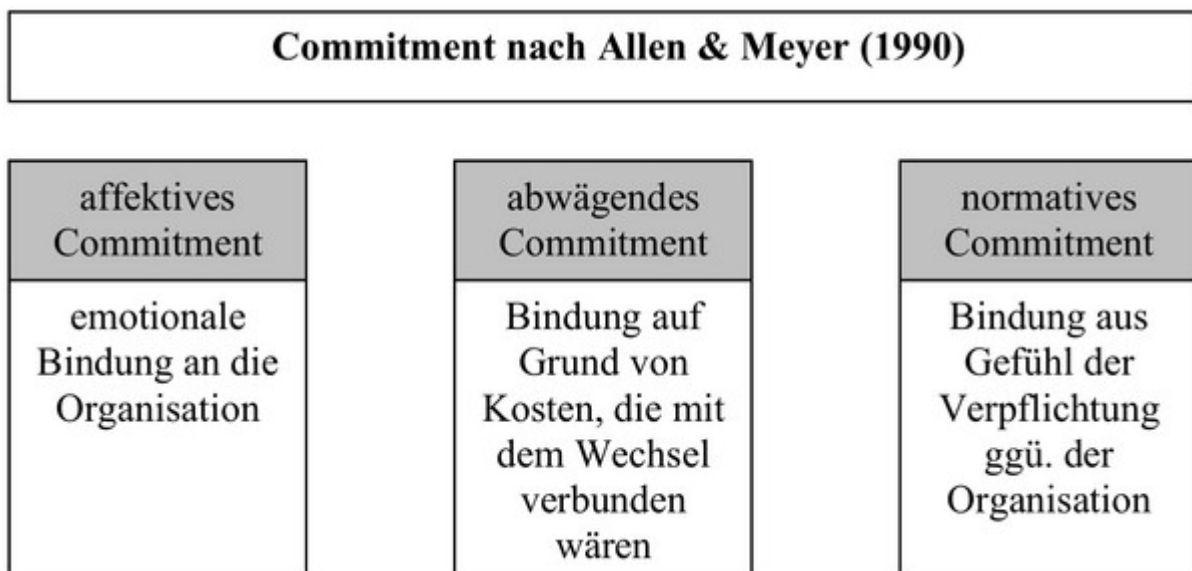 Commitment nach Allen & Meyer (1990)
affektives
Commitment
emotionale
Bindung an die
Organisation
abwägendes
Commitment
Bindung auf
Grund von
Kosten, die mit
dem Wechsel
verbunden
wären
normatives
Commitment
Bindung aus
Gefühl der
Verpflichtung
ggü. der
Organisation